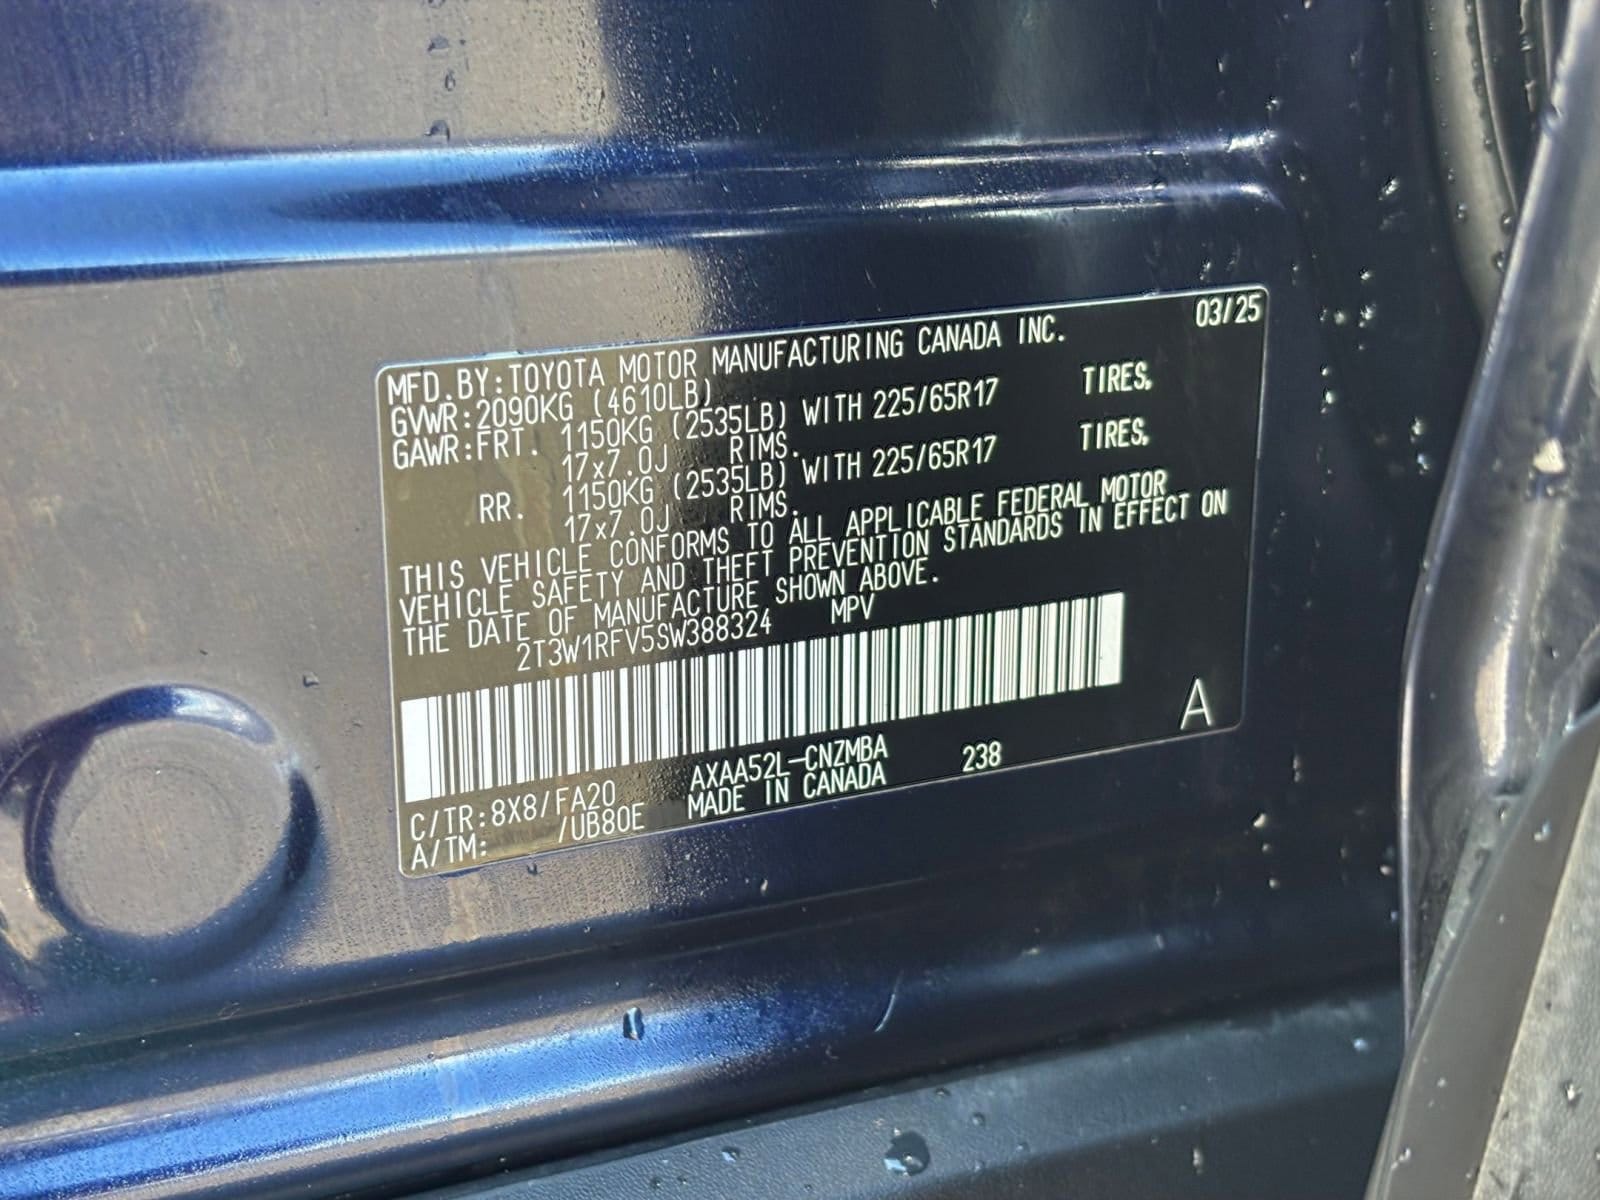 03/25
MFD.BY:TOYOTA MOTOR MANUFACTURING CANADA INC.
GVWR:2090KG (4610LB)
GAWR:FRT. 1150KG (2535LB) WITH 225/65R17 TIRES,
17x7.0J RIMS.
RR. 1150KG (2535LB) WITH 225/65R17 TIRES,
17x7.0J RIMS.
THIS VEHICLE CONFORMS TO ALL APPLICABLE FEDERAL MOTOR
VEHICLE SAFETY AND THEFT PREVENTION STANDARDS IN EFFECT ON
THE DATE OF MANUFACTURE SHOWN ABOVE.
2T3W1RFV5SW388324 MPV
A
C/TR:8X8/FA20 AXAA52L-CNZMBA 238
A/TM: /UB80E MADE IN CANADA